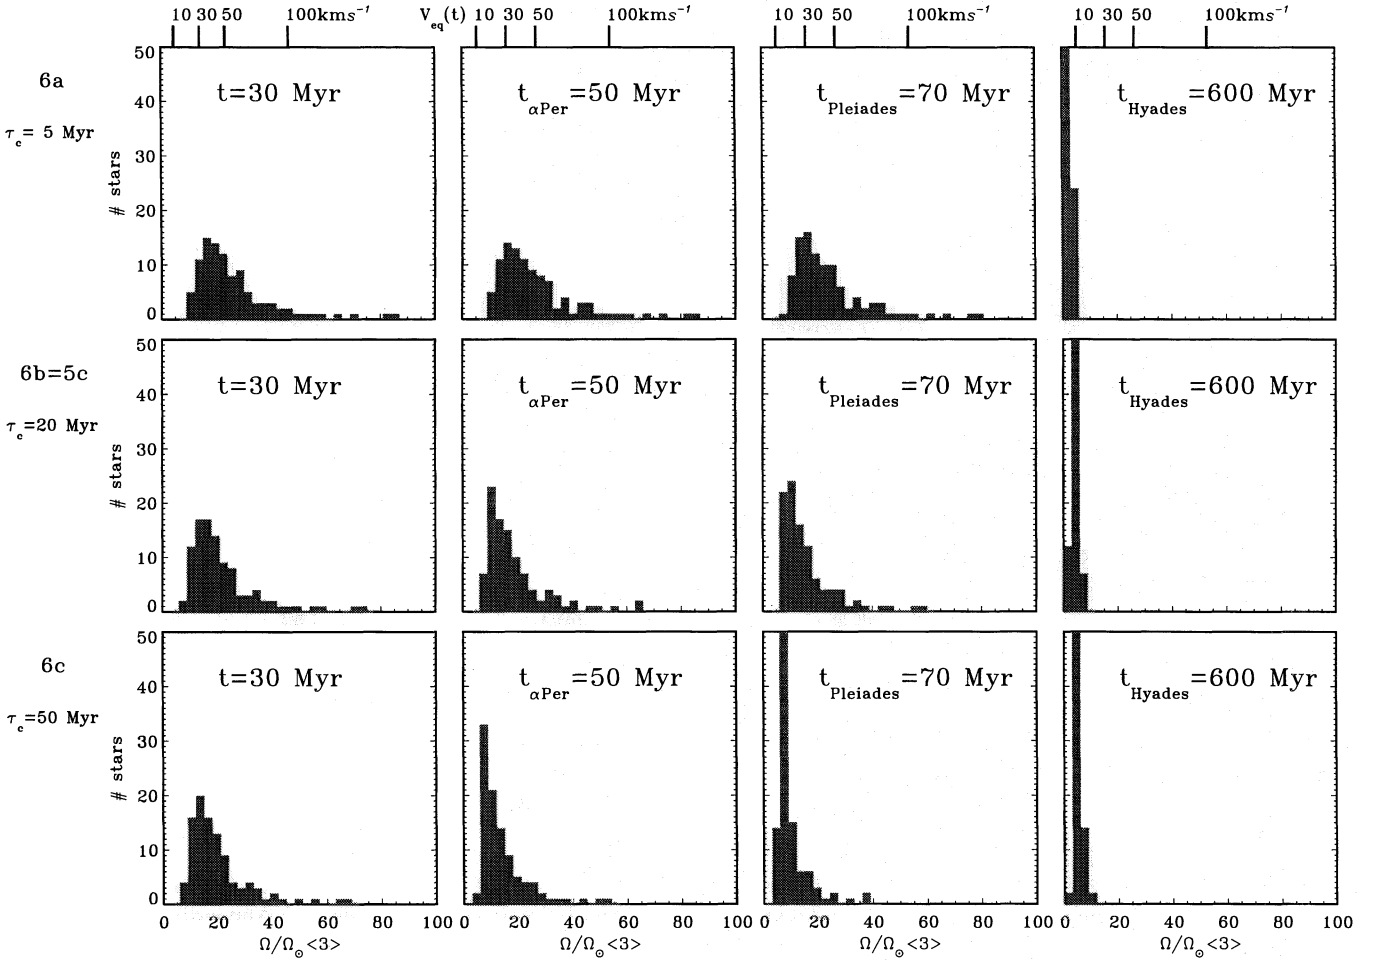 10 30 50 100kms⁻¹ V_eq(t) 10 30 50 100kms⁻¹ 10 30 50 100kms⁻¹ 10 30 50 100kms⁻¹
6a
τ_c= 5 Myr
# stars
50
40
30
20
10
0
t=30 Myr
t_αPer=50 Myr
t_Pleiades=70 Myr
t_Hyades=600 Myr
6b=5c
τ_c=20 Myr
# stars
50
40
30
20
10
0
t=30 Myr
t_αPer=50 Myr
t_Pleiades=70 Myr
t_Hyades=600 Myr
6c
τ_c=50 Myr
# stars
50
40
30
20
10
0
t=30 Myr
t_αPer=50 Myr
t_Pleiades=70 Myr
t_Hyades=600 Myr
0 20 40 60 80 100 0 20 40 60 80 100 0 20 40 60 80 100 0 20 40 60 80 100
Ω/Ω_⊙<3> Ω/Ω_⊙<3> Ω/Ω_⊙<3> Ω/Ω_⊙<3>